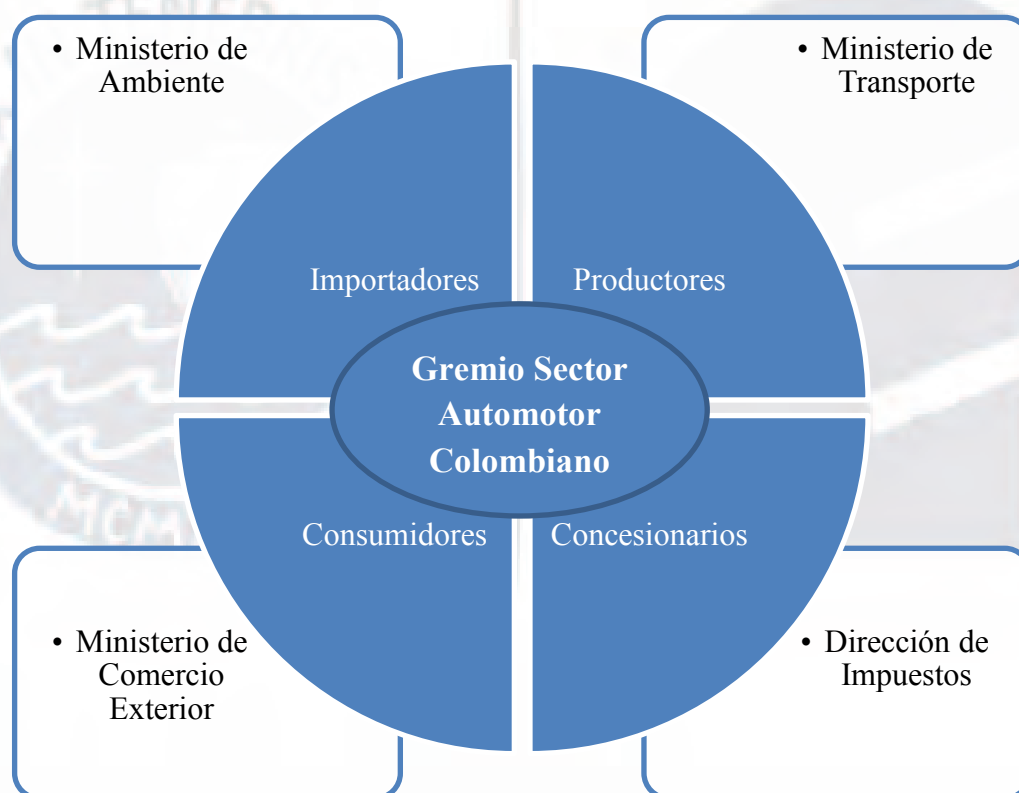 • Ministerio de
Ambiente
• Ministerio de
Transporte
Importadores
Productores
Gremio Sector
Automotor
Colombiano
Consumidores
Concesionarios
• Ministerio de
Comercio
Exterior
• Dirección de
Impuestos